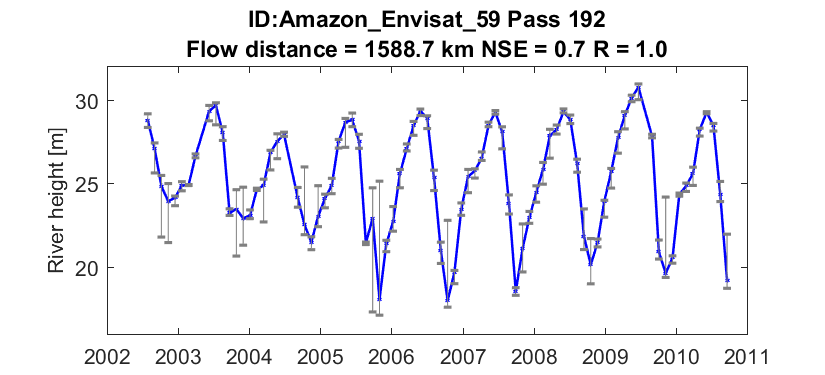 ID:Amazon_Envisat_59 Pass 192
Flow distance = 1588.7 km NSE = 0.7 R = 1.0
River height [m]
30
25
20
2002 2003 2004 2005 2006 2007 2008 2009 2010 2011